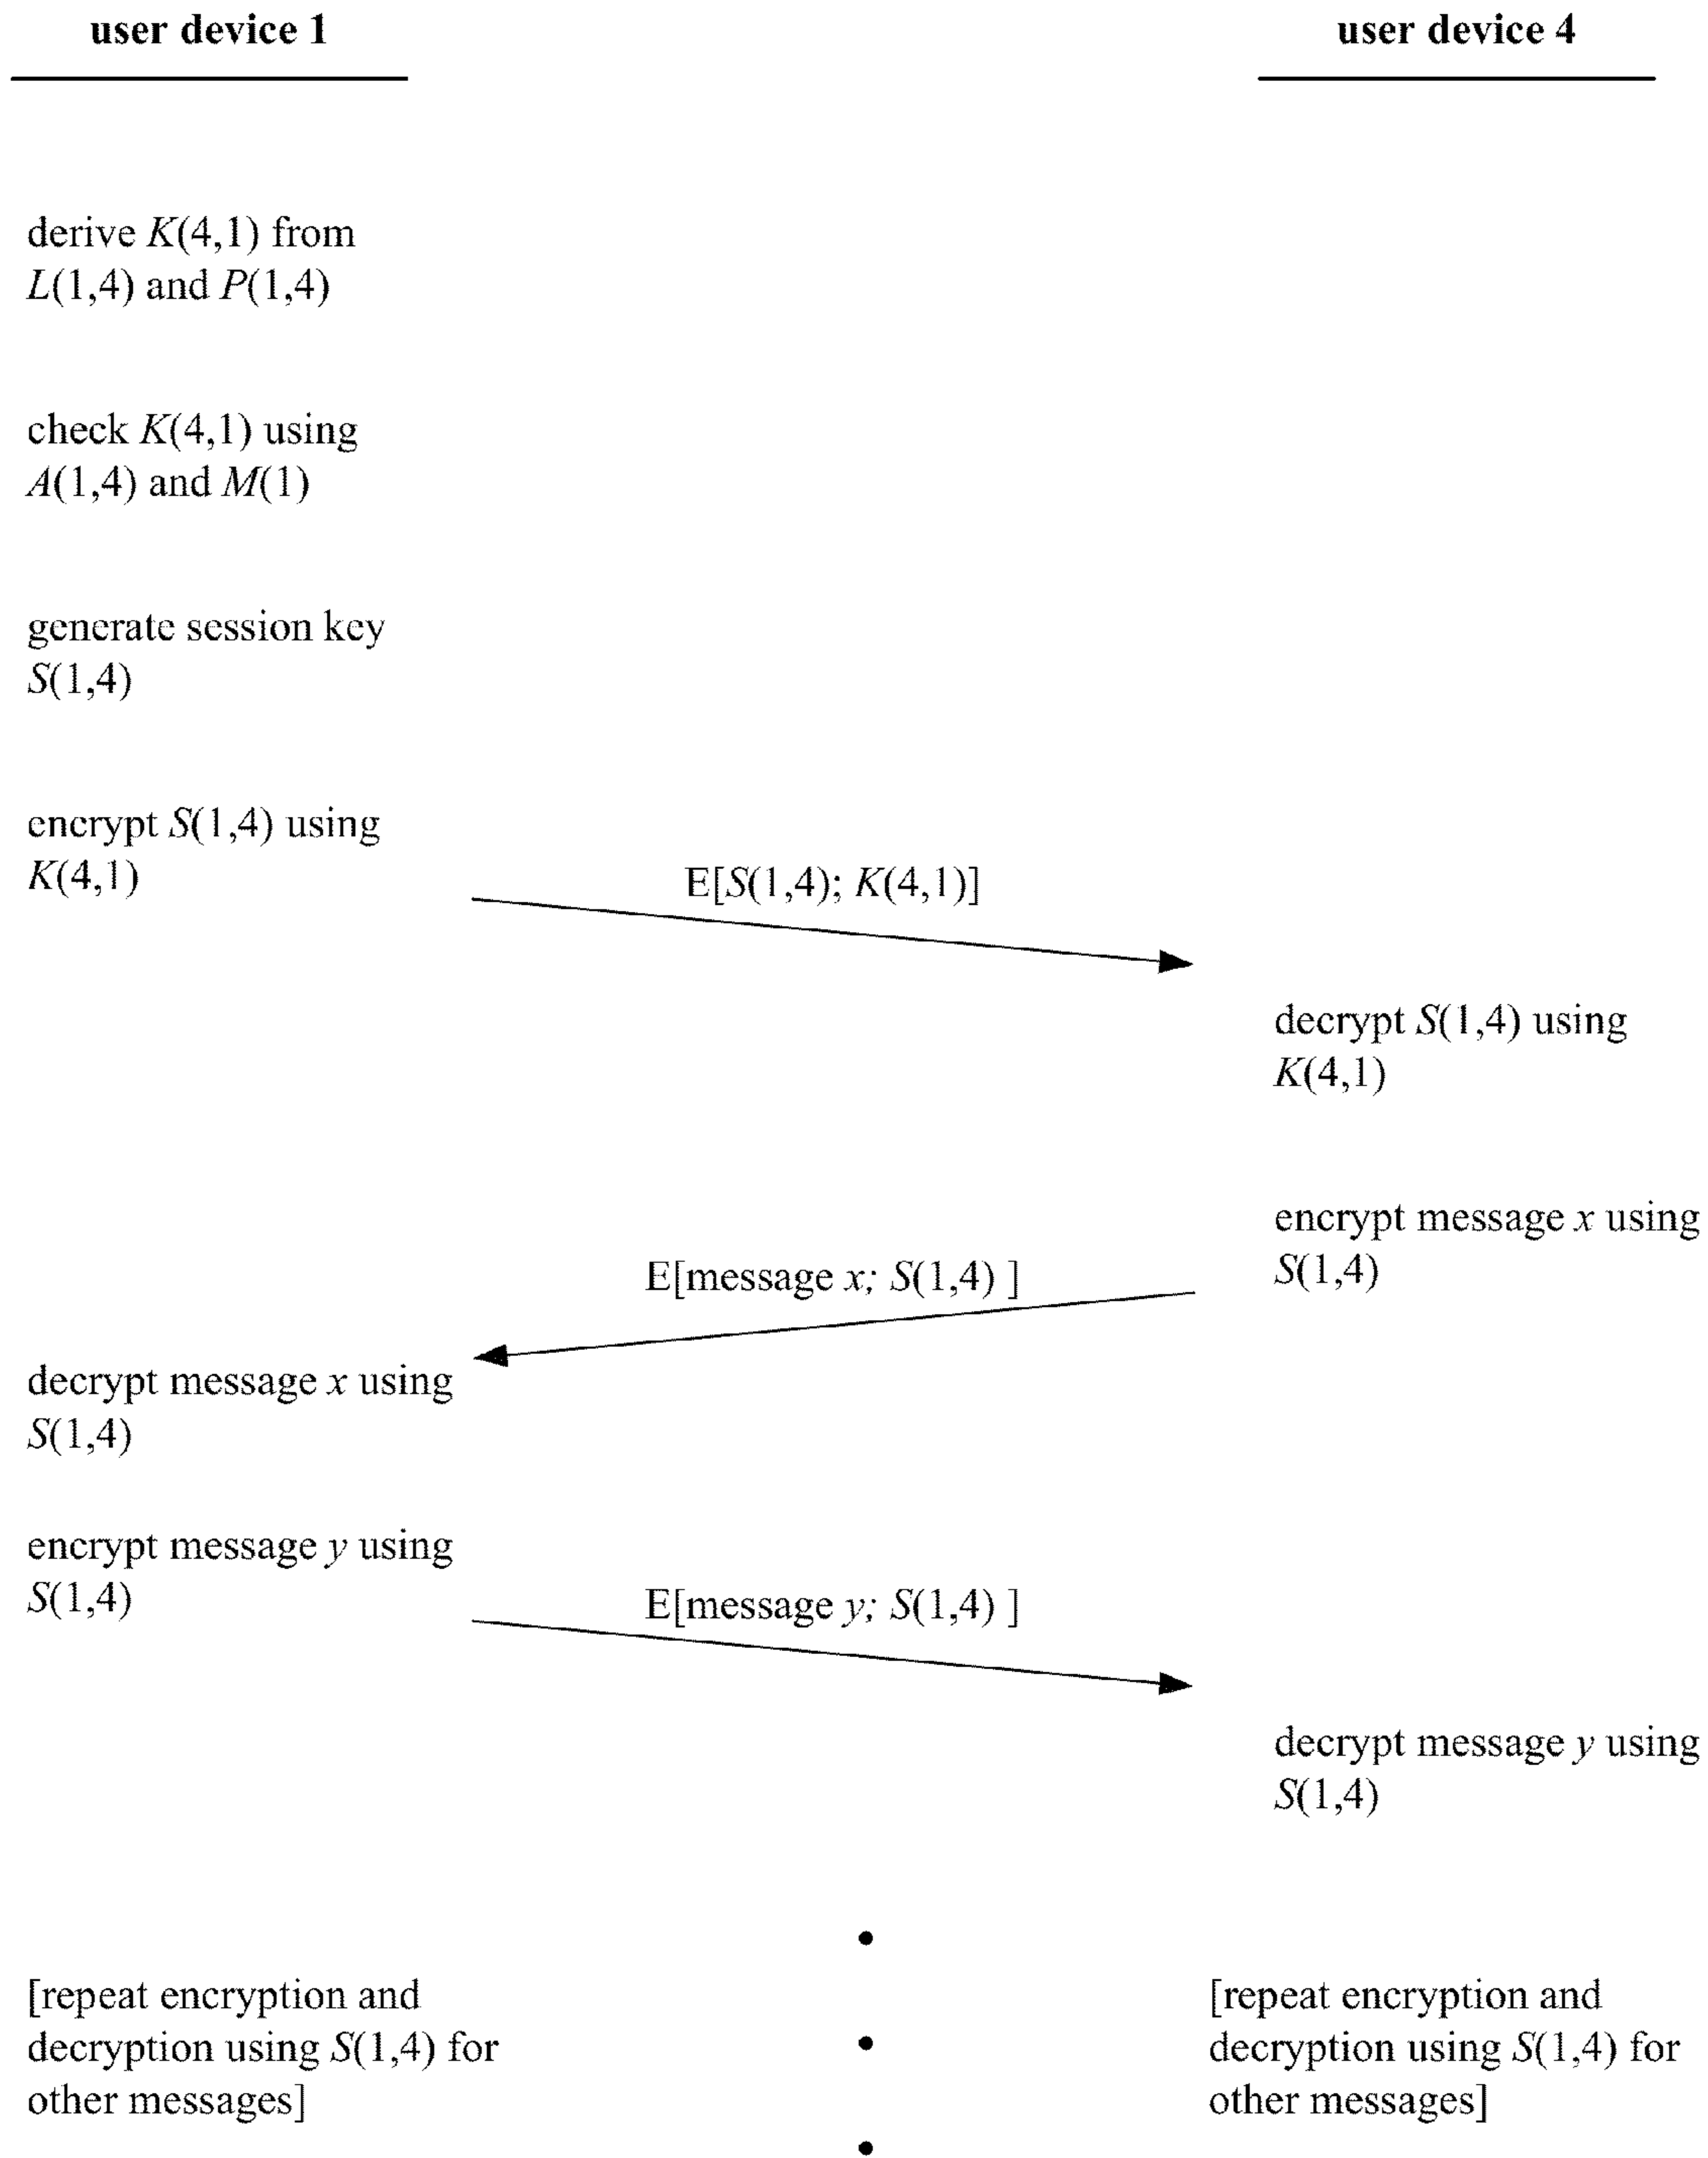 user device 1
user device 4
derive K(4,1) from
L(1,4) and P(1,4)
check K(4,1) using
A(1,4) and M(1)
generate session key
S(1,4)
encrypt S(1,4) using
K(4,1)
E[S(1,4); K(4,1)]
decrypt S(1,4) using
K(4,1)
encrypt message x using
S(1,4)
E[message x; S(1,4) ]
decrypt message x using
S(1,4)
encrypt message y using
S(1,4)
E[message y; S(1,4) ]
decrypt message y using
S(1,4)
[repeat encryption and
decryption using S(1,4) for
other messages]
[repeat encryption and
decryption using S(1,4) for
other messages]